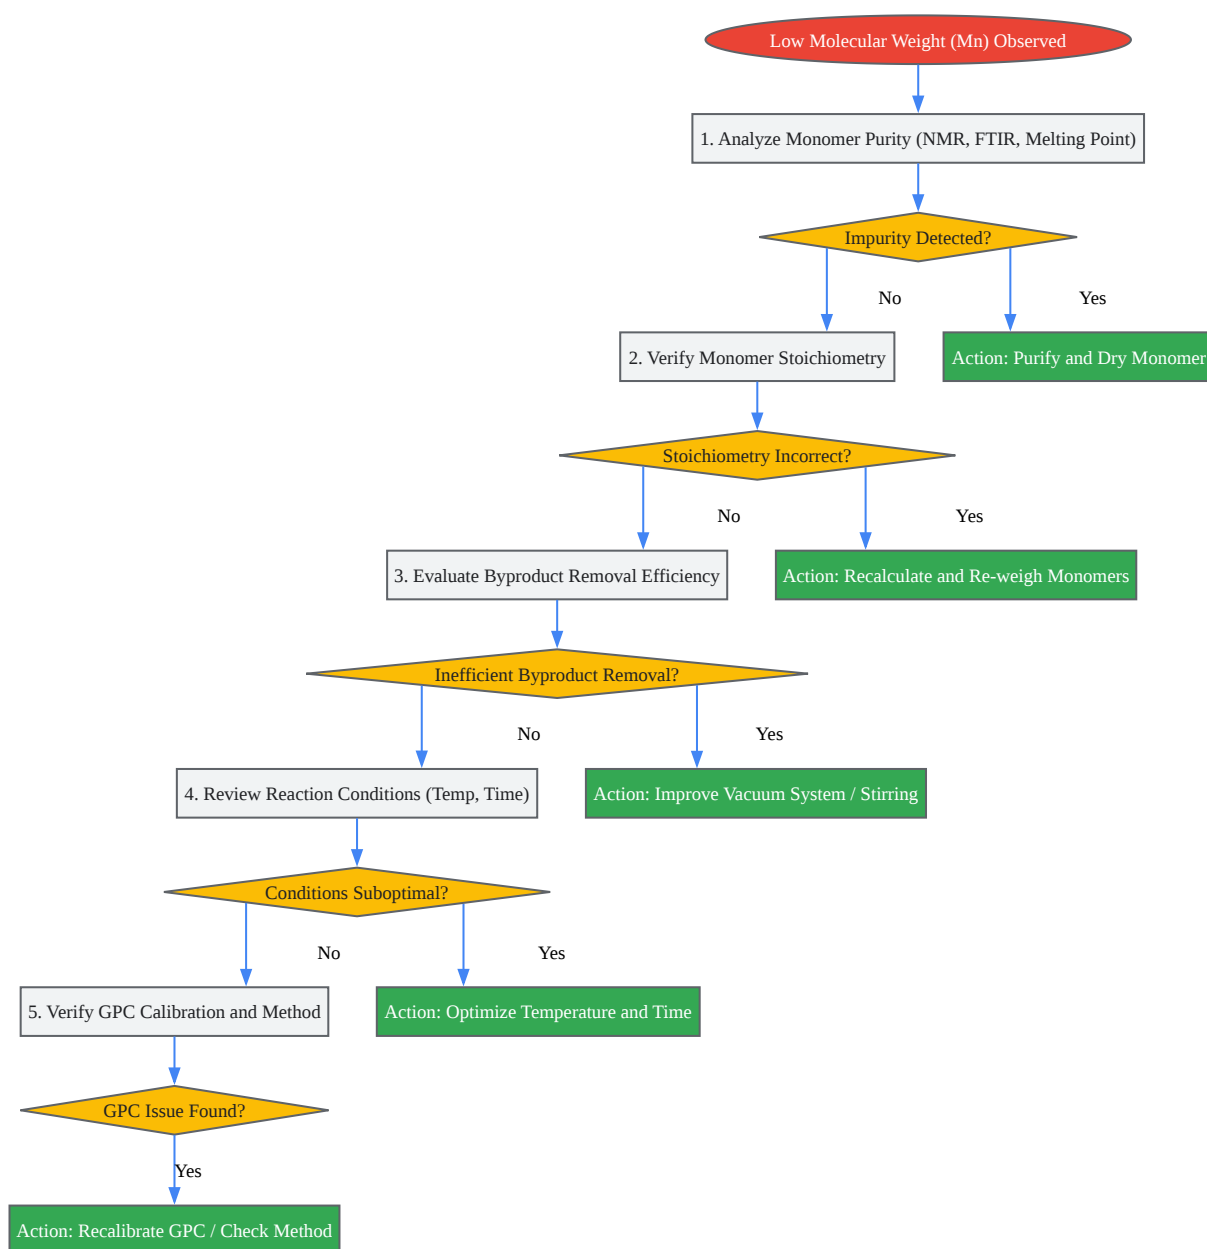 Low Molecular Weight (Mn) Observed
1. Analyze Monomer Purity (NMR, FTIR, Melting Point)
Impurity Detected?
No
Yes
2. Verify Monomer Stoichiometry
Action: Purify and Dry Monomer
Stoichiometry Incorrect?
No
Yes
3. Evaluate Byproduct Removal Efficiency
Action: Recalculate and Re-weigh Monomers
Inefficient Byproduct Removal?
No
Yes
4. Review Reaction Conditions (Temp, Time)
Action: Improve Vacuum System / Stirring
Conditions Suboptimal?
No
Yes
5. Verify GPC Calibration and Method
Action: Optimize Temperature and Time
GPC Issue Found?
Yes
Action: Recalibrate GPC / Check Method